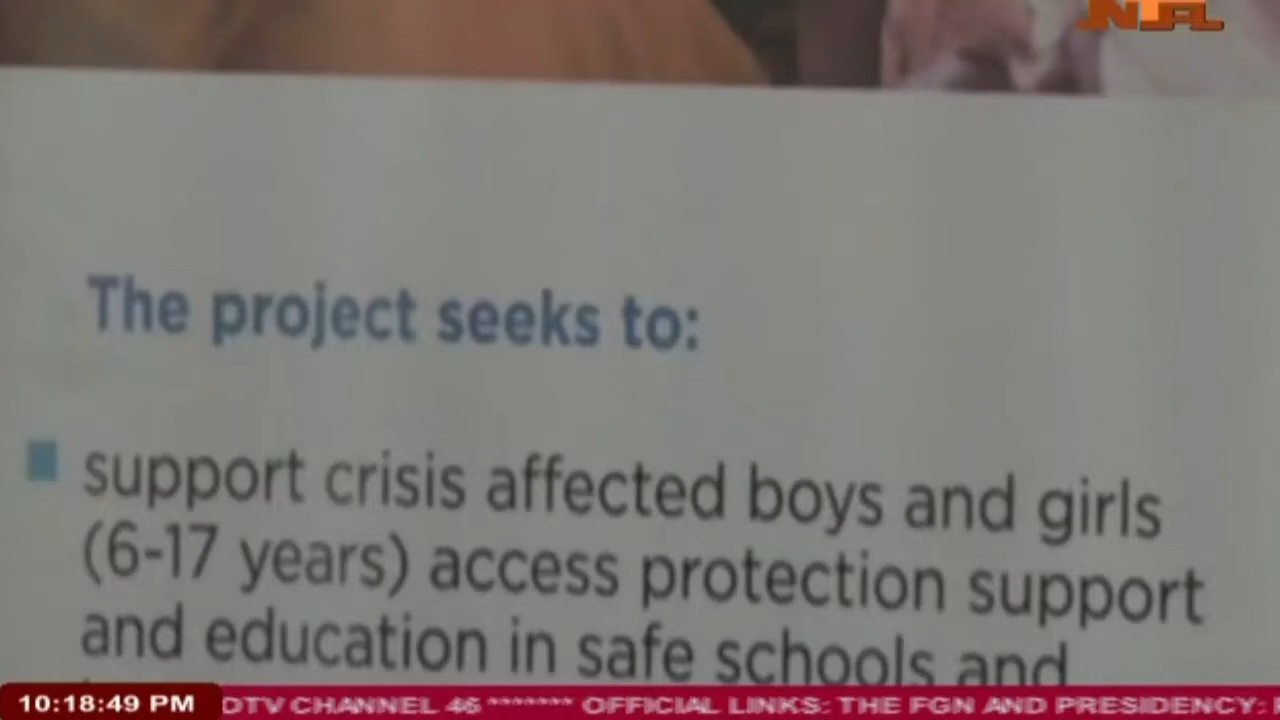 NTA
The project seeks to:
support crisis affected boys and girls
(6-17 years) access protection support
and education in safe schools and
10:18:49 PM DTV CHANNEL 46 ******* OFFICIAL LINKS: THE FGN AND PRESIDENCY: